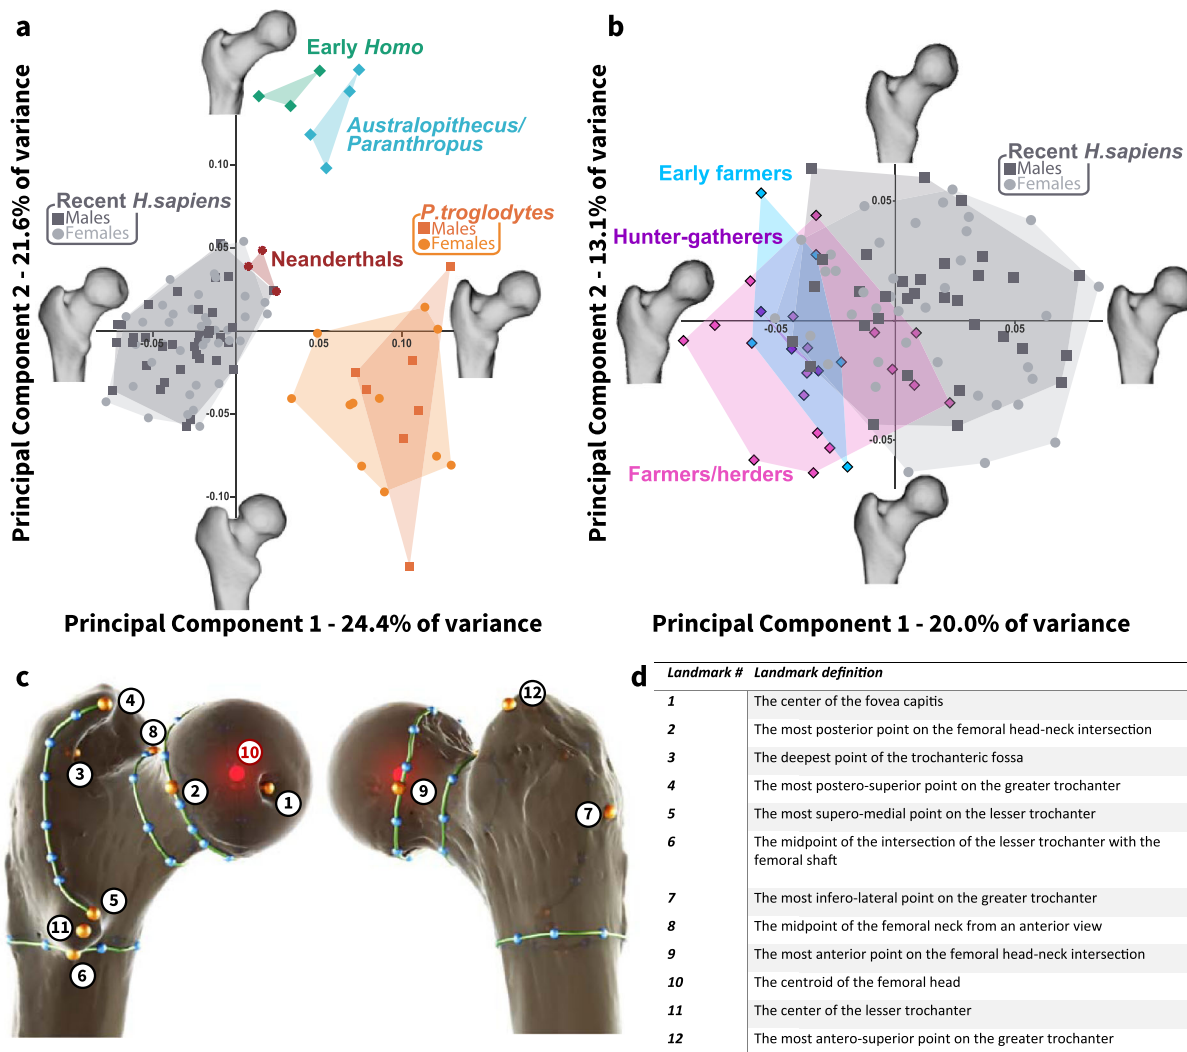 a
Principal Component 2 - 21.6% of variance
Early Homo
Australopithecus/
Paranthropus
0.10
Recent H.sapiens
Males
Females
P.troglodytes
Males
Females
0.05
Neanderthals
-0.05
0.05
0.10
-0.05
-0.10
Principal Component 1 - 24.4% of variance
b
Principal Component 2 - 13.1% of variance
Recent H.sapiens
Males
Females
Early farmers
0.05
Hunter-gatherers
-0.05
0.05
-0.05
Farmers/herders
Principal Component 1 - 20.0% of variance
c
4
12
8
10
3
2
1
9
7
5
11
6
d
Landmark # Landmark definition
1 The center of the fovea capitis
2 The most posterior point on the femoral head-neck intersection
3 The deepest point of the trochanteric fossa
4 The most postero-superior point on the greater trochanter
5 The most supero-medial point on the lesser trochanter
6 The midpoint of the intersection of the lesser trochanter with the
femoral shaft
7 The most infero-lateral point on the greater trochanter
8 The midpoint of the femoral neck from an anterior view
9 The most anterior point on the femoral head-neck intersection
10 The centroid of the femoral head
11 The center of the lesser trochanter
12 The most antero-superior point on the greater trochanter